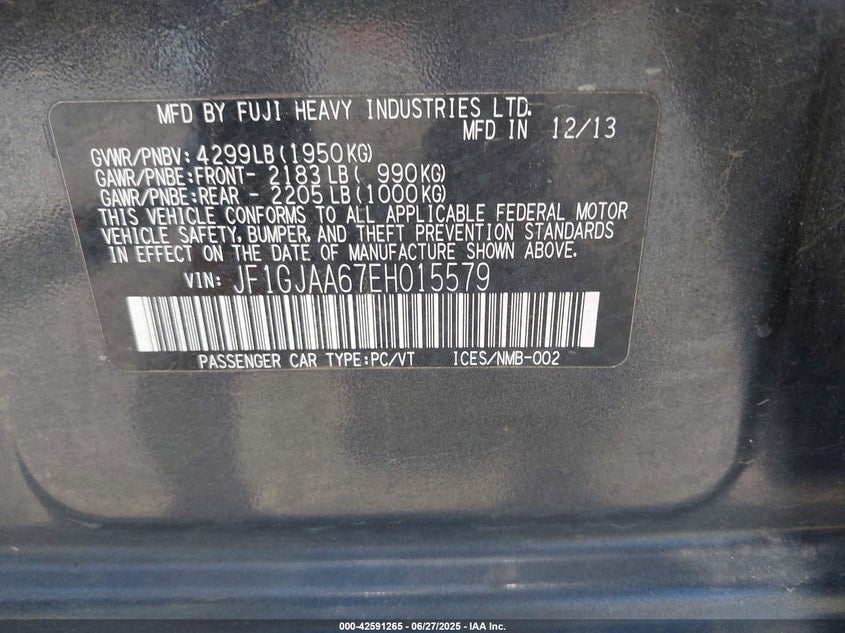 MFD BY FUJI HEAVY INDUSTRIES LTD.
MFD IN 12/13
GVWR/PNBV: 4299LB(1950KG)
GAWR/PNBE:FRONT- 2183LB( 990KG)
GAWR/PNBE:REAR - 2205LB(1000KG)
THIS VEHICLE CONFORMS TO ALL APPLICABLE FEDERAL MOTOR
VEHICLE SAFETY, BUMPER, AND THEFT PREVENTION STANDARDS
IN EFFECT ON THE DATE OF MANUFACTURE SHOWN ABOVE.
VIN: JF1GJAA67EH015579
PASSENGER CAR TYPE:PC/VT ICES/NMB-002
000-42591265 - 06/27/2025 - IAA Inc.